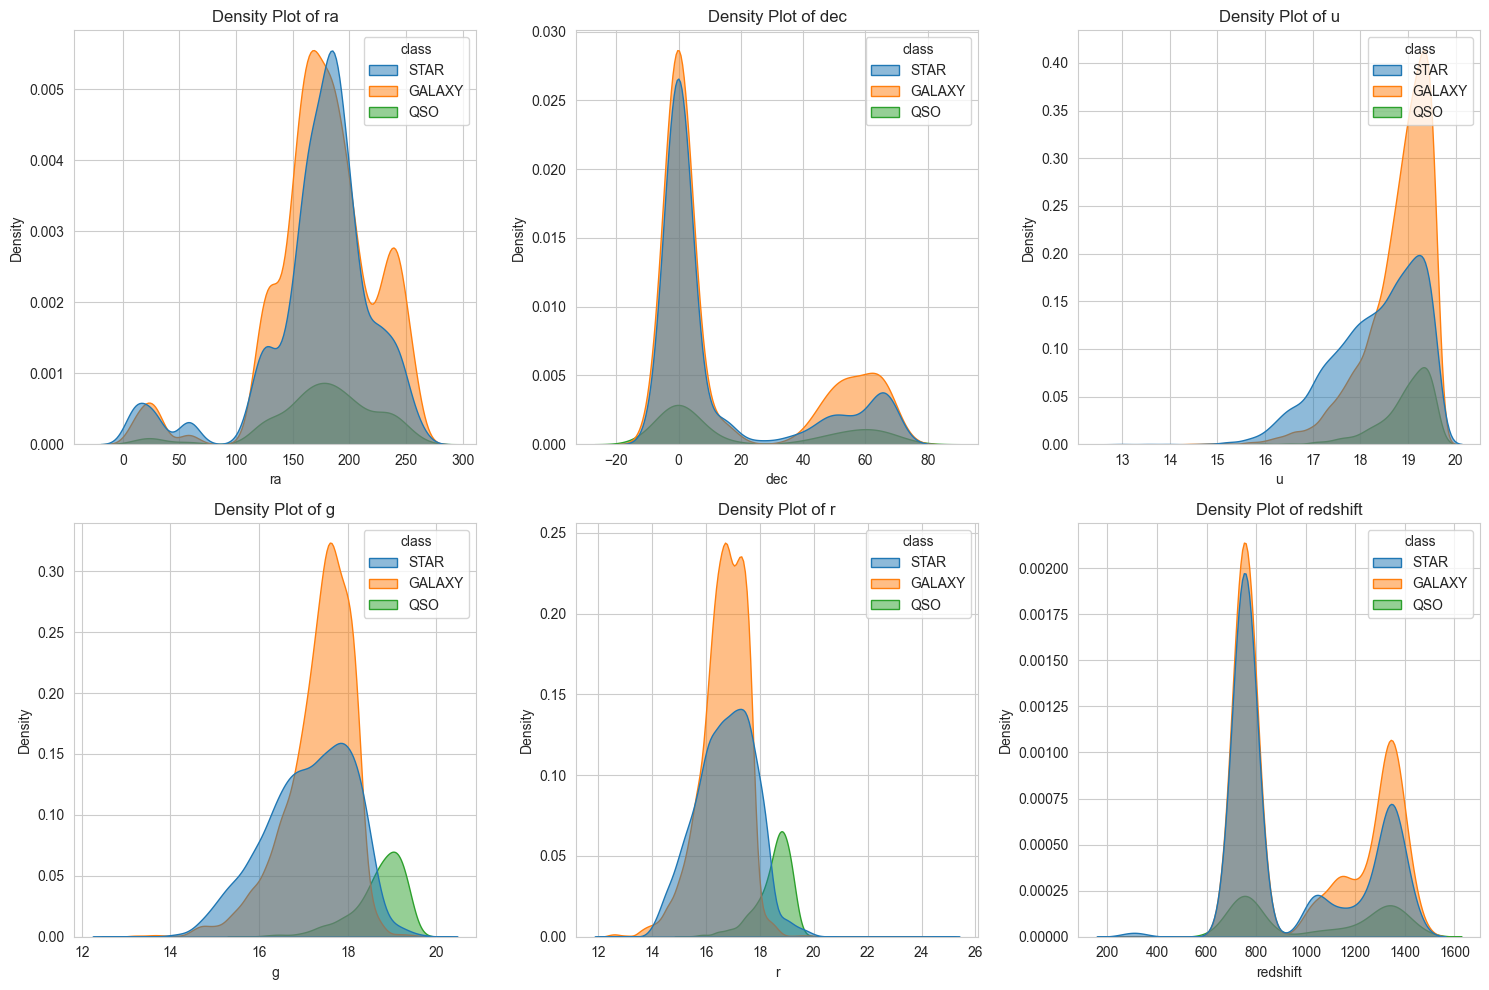 Density Plot of ra
class
STAR
GALAXY
QSO
Density
0.005
0.004
0.003
0.002
0.001
0.000
0 50 100 150 200 250 300
ra
Density Plot of dec
class
STAR
GALAXY
QSO
Density
0.030
0.025
0.020
0.015
0.010
0.005
0.000
−20 0 20 40 60 80
dec
Density Plot of u
class
STAR
GALAXY
QSO
Density
0.40
0.35
0.30
0.25
0.20
0.15
0.10
0.05
0.00
13 14 15 16 17 18 19 20
u
Density Plot of g
class
STAR
GALAXY
QSO
Density
0.30
0.25
0.20
0.15
0.10
0.05
0.00
12 14 16 18 20
g
Density Plot of r
class
STAR
GALAXY
QSO
Density
0.25
0.20
0.15
0.10
0.05
0.00
12 14 16 18 20 22 24 26
r
Density Plot of redshift
class
STAR
GALAXY
QSO
Density
0.00200
0.00175
0.00150
0.00125
0.00100
0.00075
0.00050
0.00025
0.00000
200 400 600 800 1000 1200 1400 1600
redshift